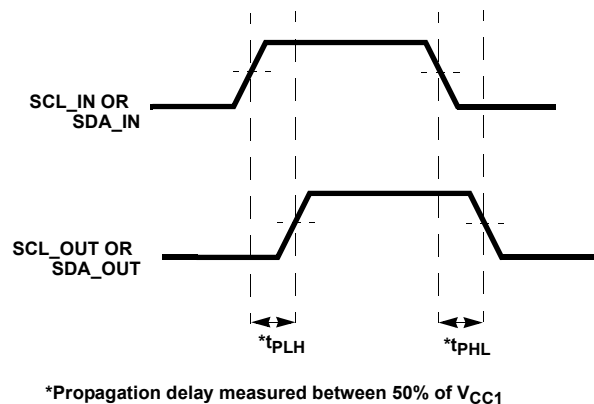 SCL_IN OR
SDA_IN
SCL_OUT OR
SDA_OUT
*tPLH
*tPHL
*Propagation delay measured between 50% of VCC1